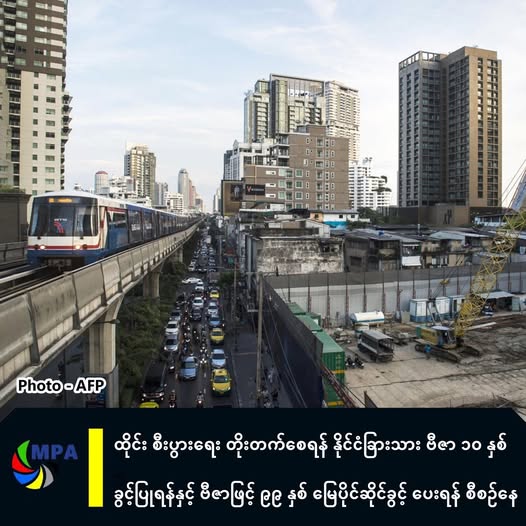 Photo - AFP
MPA
ထိုင်း စီးပွားရေး တိုးတက်စေရန် နိုင်ငံခြားသား ဗီဇာ ၁၀ နှစ်
ခွင့်ပြုရန်နှင့် ဗီဇာဖြင့် ၉၉ နှစ် မြေပိုင်ဆိုင်ခွင့် ပေးရန် စီစဉ်နေ